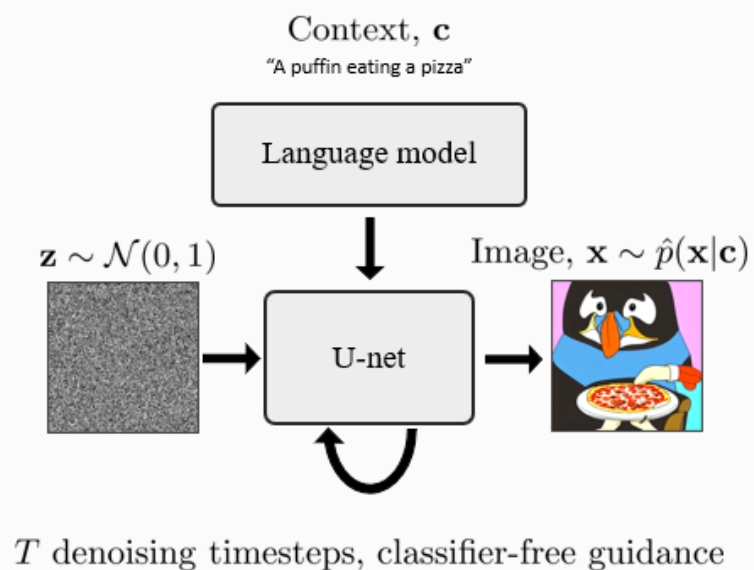 Context, c
“A puffin eating a pizza”
Language model
z ∼ 𝒩(0, 1)
Image, x ∼ p̂(x|c)
U-net
T denoising timesteps, classifier-free guidance